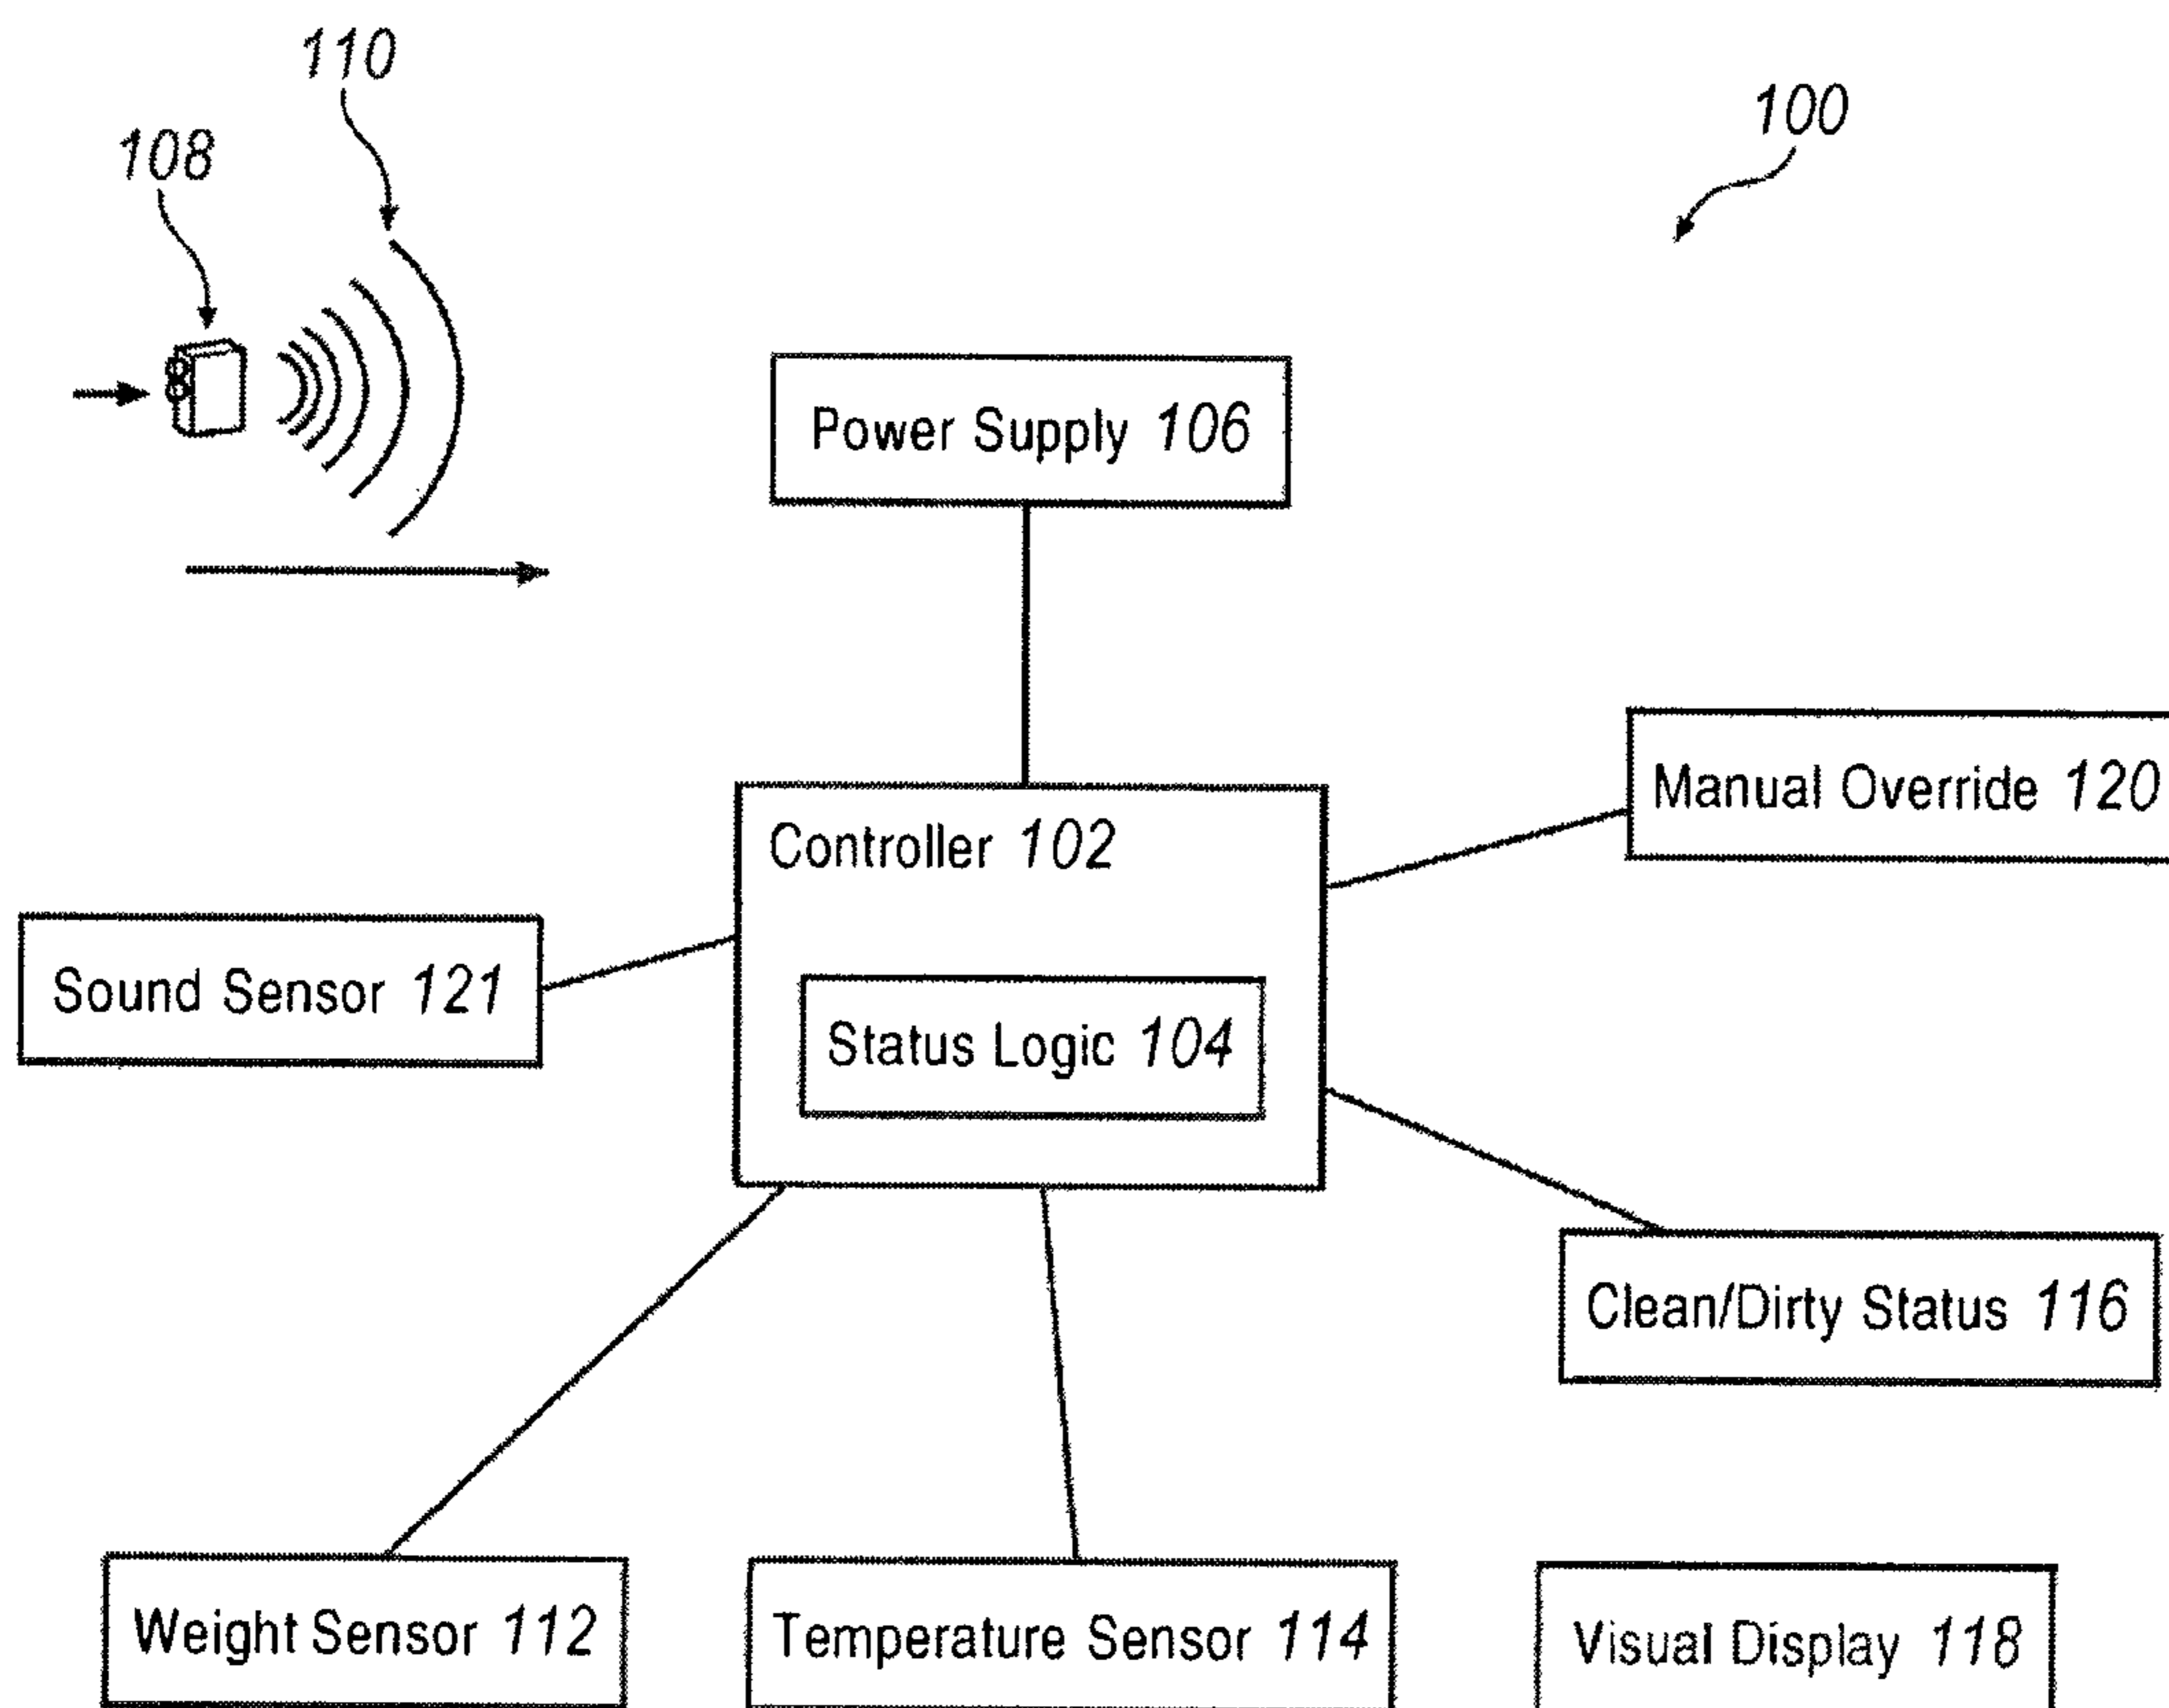 110
108
100
Power Supply 106
Manual Override 120
Controller 102
Sound Sensor 121
Status Logic 104
Clean/Dirty Status 116
Weight Sensor 112
Temperature Sensor 114
Visual Display 118